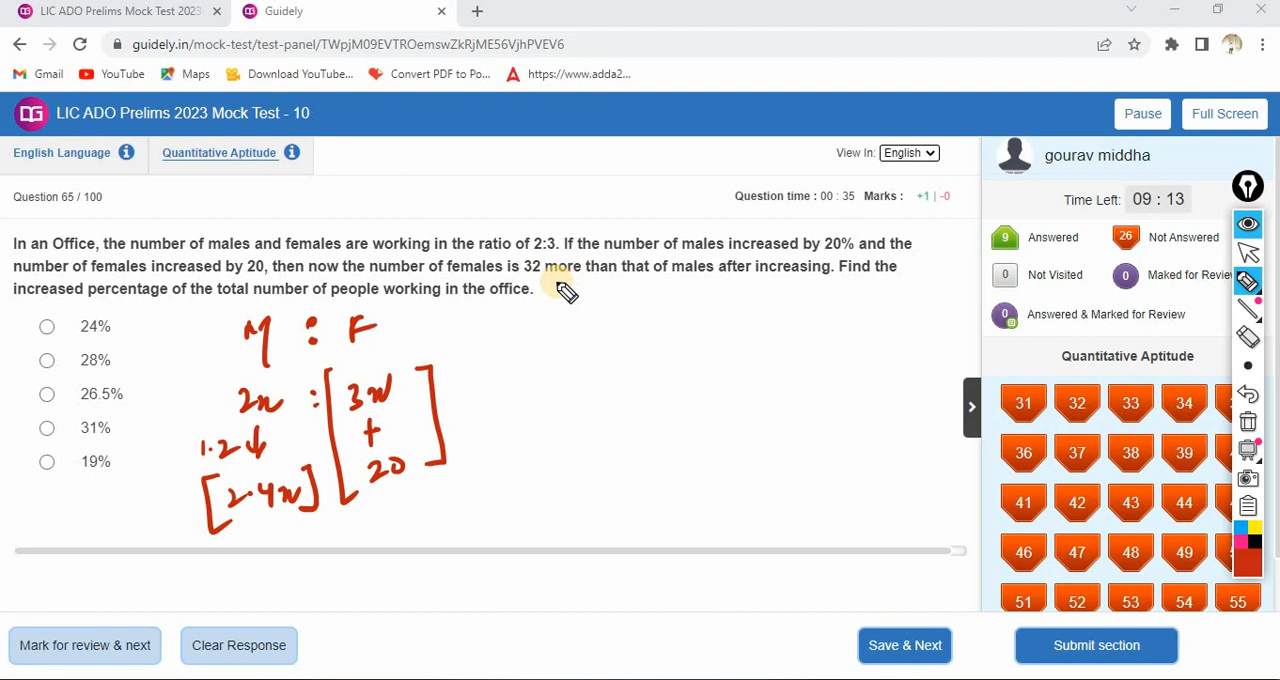 LIC ADO Prelims Mock Test 2023
Guidely
guidely.in/mock-test/test-panel/TWpjM09EVTROemswZkRjME56VjhPVEV6
Gmail
YouTube
Maps
Download YouTube...
Convert PDF to Po...
https://www.adda2...
DG
LIC ADO Prelims 2023 Mock Test - 10
Pause
Full Screen
English Language
Quantitative Aptitude
View In: English
gourav middha
Question 65 / 100
Question time : 00 : 35 Marks : +1 | -0
Time Left: 09 : 13
In an Office, the number of males and females are working in the ratio of 2:3. If the number of males increased by 20% and the
number of females increased by 20, then now the number of females is 32 more than that of males after increasing. Find the
increased percentage of the total number of people working in the office.
9 Answered
26 Not Answered
0 Not Visited
0 Maked for Revie
0 Answered & Marked for Review
24%
28%
26.5%
31%
19%
M : F
2x : [3x
+
20]
1.2
[2.4x]
Quantitative Aptitude
31 32 33 34
36 37 38 39
41 42 43 44
46 47 48 49
51 52 53 54 55
Mark for review & next
Clear Response
Save & Next
Submit section